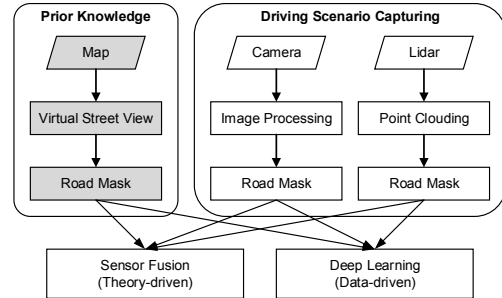 Prior Knowledge
Driving Scenario Capturing
Map
Camera
Lidar
Virtual Street View
Image Processing
Point Clouding
Road Mask
Road Mask
Road Mask
Sensor Fusion
(Theory-driven)
Deep Learning
(Data-driven)